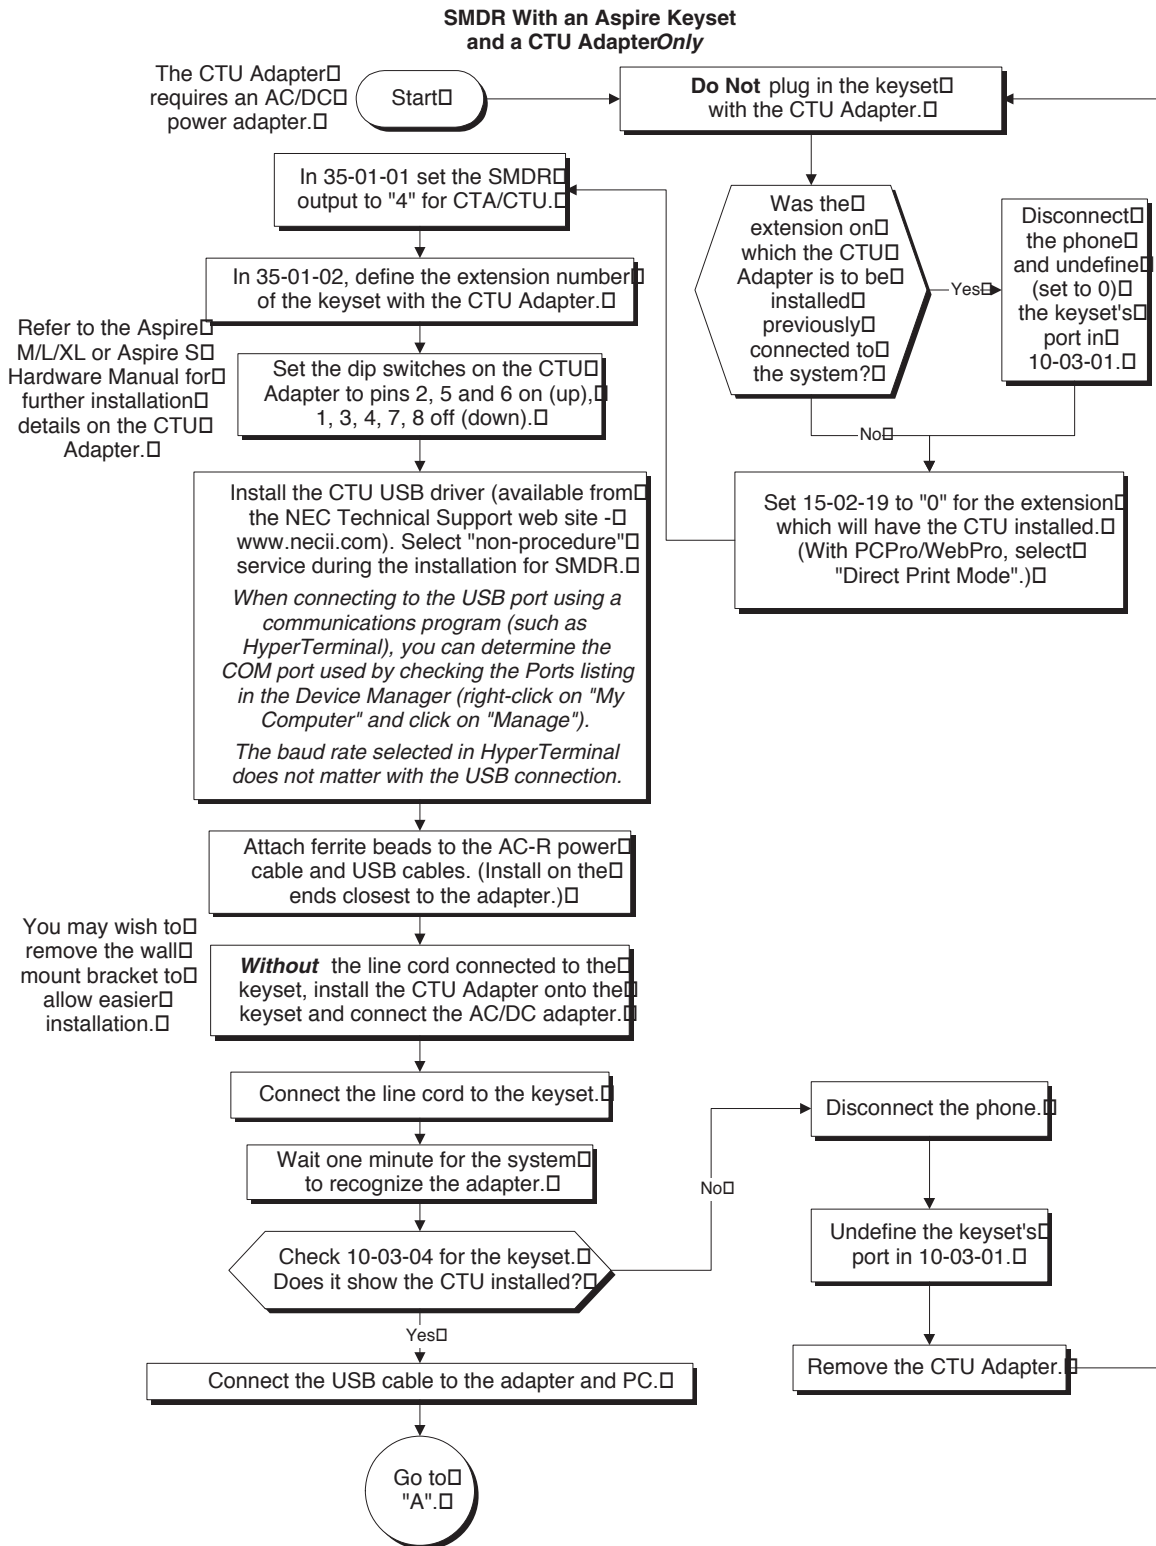 SMDR With an Aspire Keyset
and a CTU Adapter Only
The CTU Adapter
requires an AC/DC
power adapter.
Start
Do Not plug in the keyset
with the CTU Adapter.
Was the
extension on
which the CTU
Adapter is to be
installed
previously
connected to
the system?
Yes
Disconnect
the phone
and undefine
(set to 0)
the keyset's
port in
10-03-01.
No
Set 15-02-19 to "0" for the extension
which will have the CTU installed.
(With PCPro/WebPro, select
"Direct Print Mode".)
In 35-01-01 set the SMDR
output to "4" for CTA/CTU.
In 35-01-02, define the extension number
of the keyset with the CTU Adapter.
Refer to the Aspire
M/L/XL or Aspire S
Hardware Manual for
further installation
details on the CTU
Adapter.
Set the dip switches on the CTU
Adapter to pins 2, 5 and 6 on (up),
1, 3, 4, 7, 8 off (down).
Install the CTU USB driver (available from
the NEC Technical Support web site -
www.necii.com). Select "non-procedure"
service during the installation for SMDR.
When connecting to the USB port using a
communications program (such as
HyperTerminal), you can determine the
COM port used by checking the Ports listing
in the Device Manager (right-click on "My
Computer" and click on "Manage").
The baud rate selected in HyperTerminal
does not matter with the USB connection.
Attach ferrite beads to the AC-R power
cable and USB cables. (Install on the
ends closest to the adapter.)
You may wish to
remove the wall
mount bracket to
allow easier
installation.
Without the line cord connected to the
keyset, install the CTU Adapter onto the
keyset and connect the AC/DC adapter.
Connect the line cord to the keyset.
Wait one minute for the system
to recognize the adapter.
Check 10-03-04 for the keyset.
Does it show the CTU installed?
No
Disconnect the phone.
Undefine the keyset's
port in 10-03-01.
Remove the CTU Adapter.
Yes
Connect the USB cable to the adapter and PC.
Go to
"A".